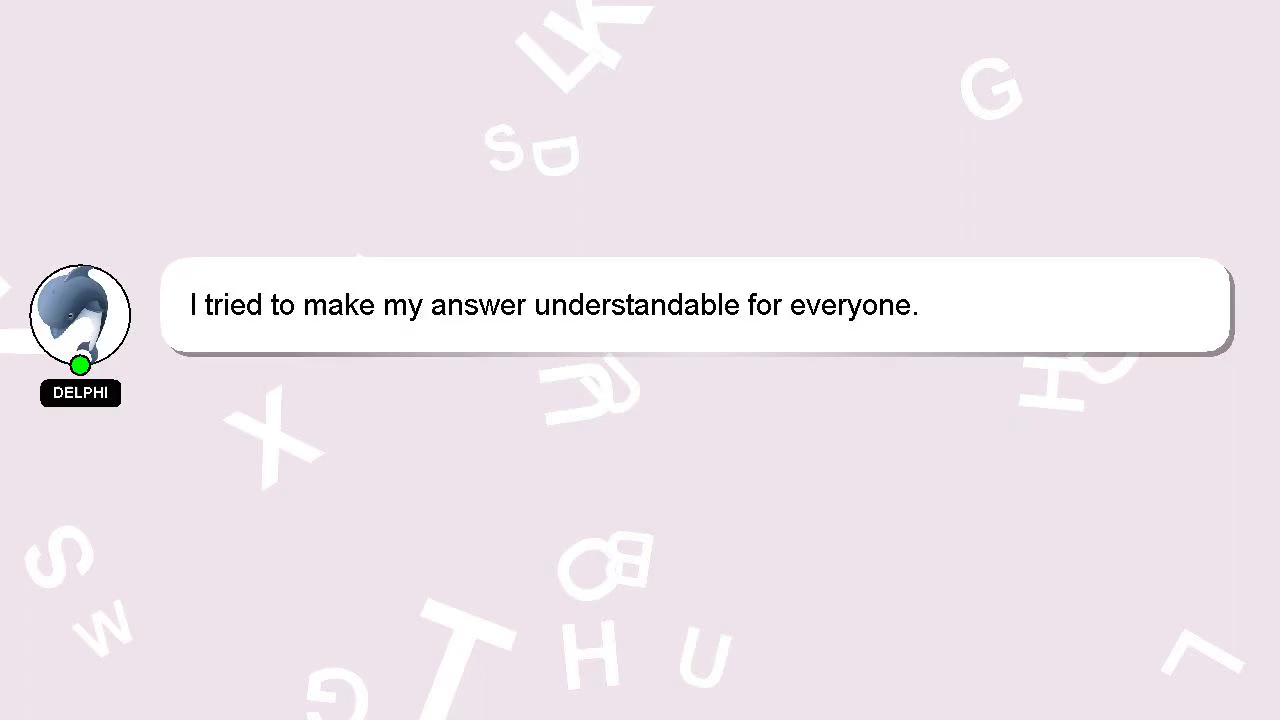 I tried to make my answer understandable for everyone.
DELPHI
L K
G
S D
U U
H
X
S
C B
W
T
H U
L
G